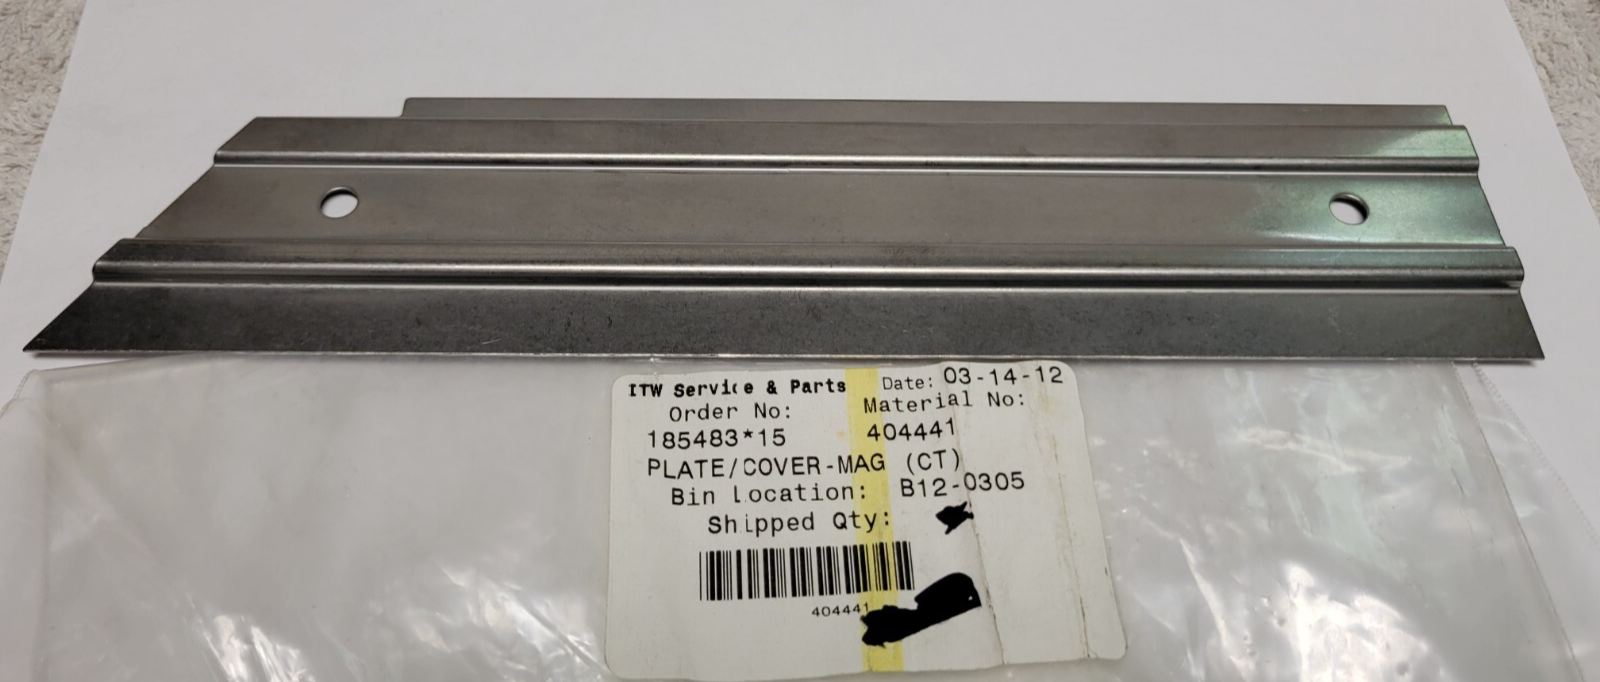 ITW Service & Parts Date: 03-14-12
Order No: Material No:
185483*15 404441
PLATE/COVER-MAG (CT)
Bin Location: B12-0305
Shipped Qty:
404441